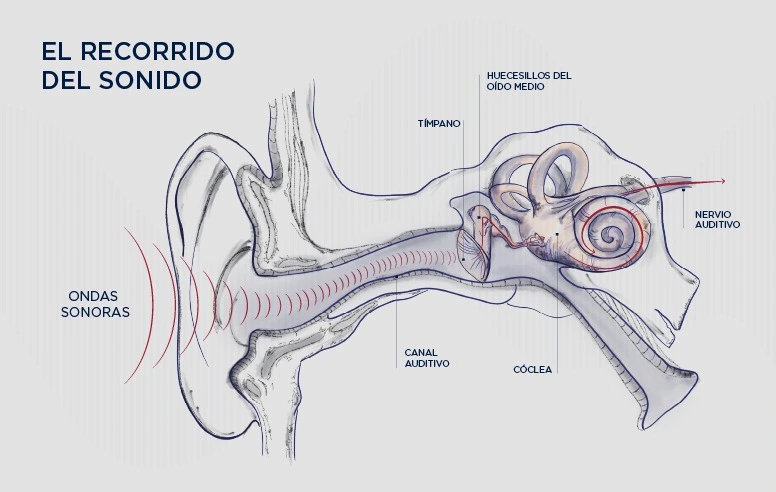 EL RECORRIDO
DEL SONIDO
HUECESILLOS DEL
OÍDO MEDIO
TÍMPANO
NERVIO
AUDITIVO
ONDAS
SONORAS
CANAL
AUDITIVO
CÓCLEA